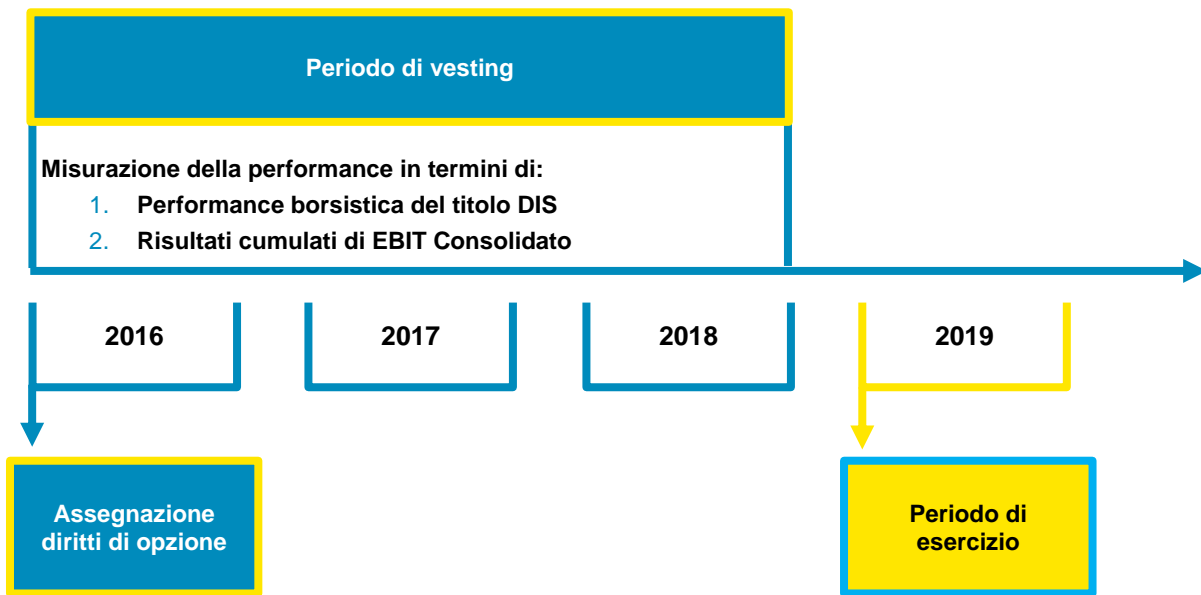 Periodo di vesting
Misurazione della performance in termini di:
1. Performance borsistica del titolo DIS
2. Risultati cumulati di EBIT Consolidato
2016
2017
2018
2019
Assegnazione
diritti di opzione
Periodo di
esercizio